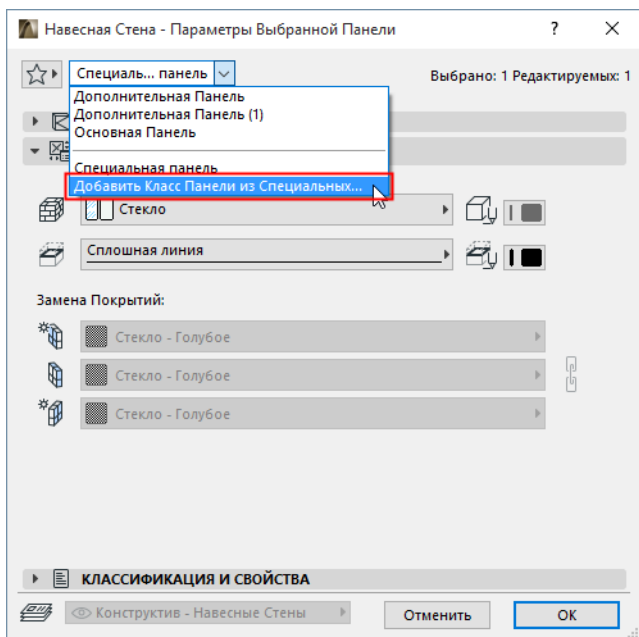 Навесная Стена - Параметры Выбранной Панели
?
Специаль... панель
Выбрано: 1 Редактируемых: 1
Дополнительная Панель
Дополнительная Панель (1)
Основная Панель
Специальная панель
Добавить Класс Панели из Специальных...
Стекло
Сплошная линия
Замена Покрытий:
Стекло - Голубое
Стекло - Голубое
Стекло - Голубое
КЛАССИФИКАЦИЯ И СВОЙСТВА
Конструктив - Навесные Стены
Отменить
OK